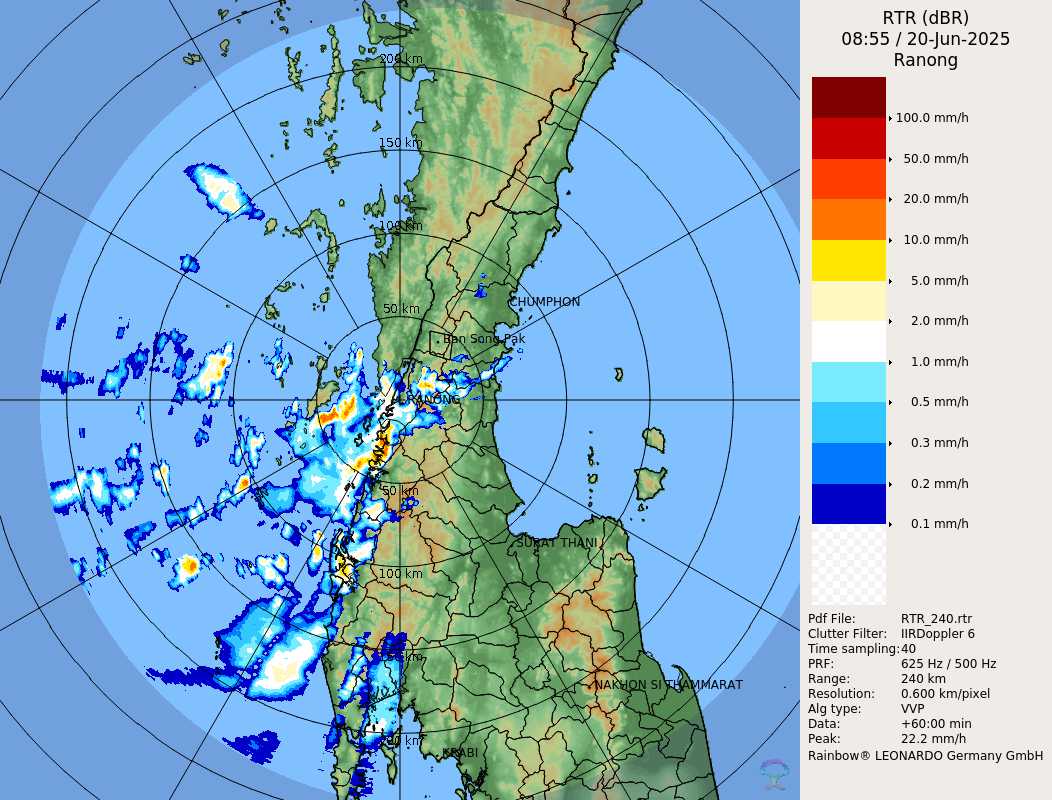 RTR (dBR)
08:55 / 20-Jun-2025
Ranong
100.0 mm/h
50.0 mm/h
20.0 mm/h
10.0 mm/h
5.0 mm/h
2.0 mm/h
1.0 mm/h
0.5 mm/h
0.3 mm/h
0.2 mm/h
0.1 mm/h
Pdf File: RTR_240.rtr
Clutter Filter: IIRDoppler 6
Time sampling:40
PRF: 625 Hz / 500 Hz
Range: 240 km
Resolution: 0.600 km/pixel
Alg type: VVP
Data: +60:00 min
Peak: 22.2 mm/h
Rainbow® LEONARDO Germany GmbH
200 km
150 km
100 km
50 km
CHUMPHON
Ban Song Pak
RANONG
50 km
SURAT THANI
100 km
150 km
NAKHON SI THAMMARAT
200 km
KRABI